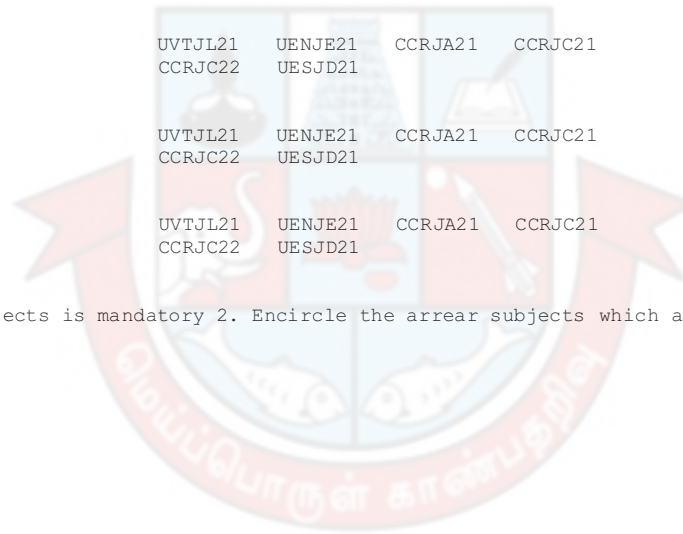 UVTJL21 UENJE21 CCRJA21 CCRJC21
CCRJC22 UESJD21
UVTJL21 UENJE21 CCRJA21 CCRJC21
CCRJC22 UESJD21
UVTJL21 UENJE21 CCRJA21 CCRJC21
CCRJC22 UESJD21
ects is mandatory 2. Encircle the arrear subjects which a
மெய்ப்பொருள் காண்பதறிவு